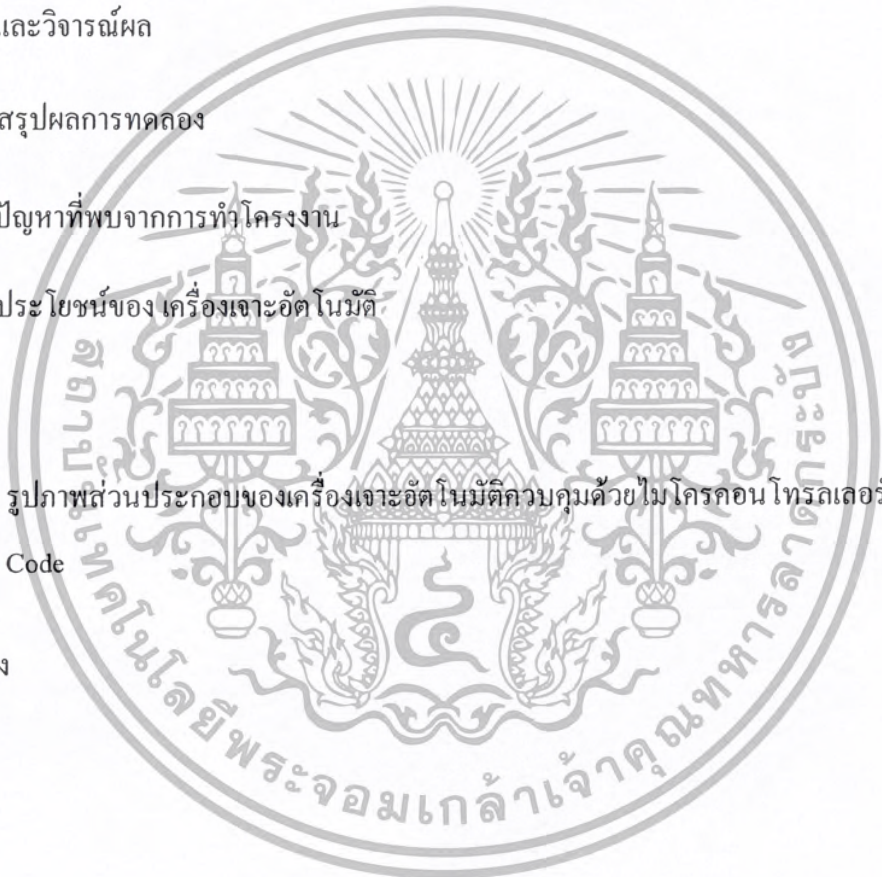 และวิจารณ์ผล
สรุปผลการทดลอง
ปัญหาที่พบจากการทำโครงงาน
ประโยชน์ของ เครื่องเจาะอัตโนมัติ
รูปภาพส่วนประกอบของเครื่องเจาะอัตโนมัติควบคุมด้วยไมโครคอนโทรลเลอร์
Code
สถาบันเทคโนโลยีพระจอมเกล้าเจ้าคุณทหารลาดกระบัง
๔